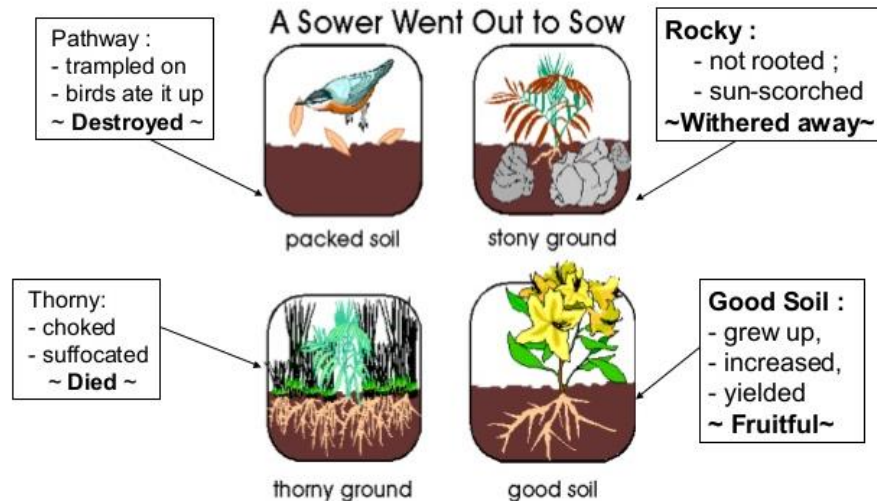 A Sower Went Out to Sow
Pathway :
- trampled on
- birds ate it up
~ Destroyed ~
Rocky :
- not rooted ;
- sun-scorched
~Withered away~
packed soil
stony ground
Thorny:
- choked
- suffocated
~ Died ~
Good Soil :
- grew up,
- increased,
- yielded
~ Fruitful~
thorny ground
good soil